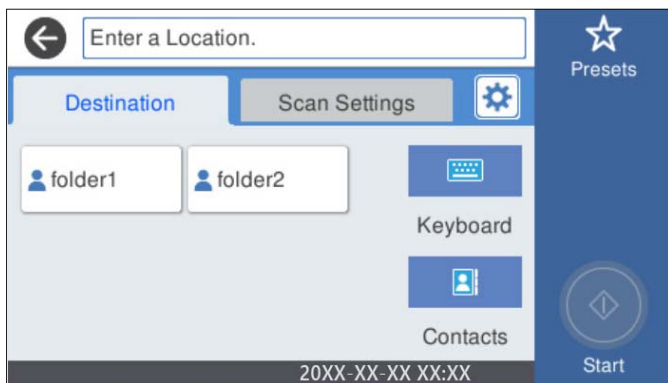 Enter a Location.
Presets
Destination
Scan Settings
folder1
folder2
Keyboard
Contacts
Start
20XX-XX-XX XX:XX